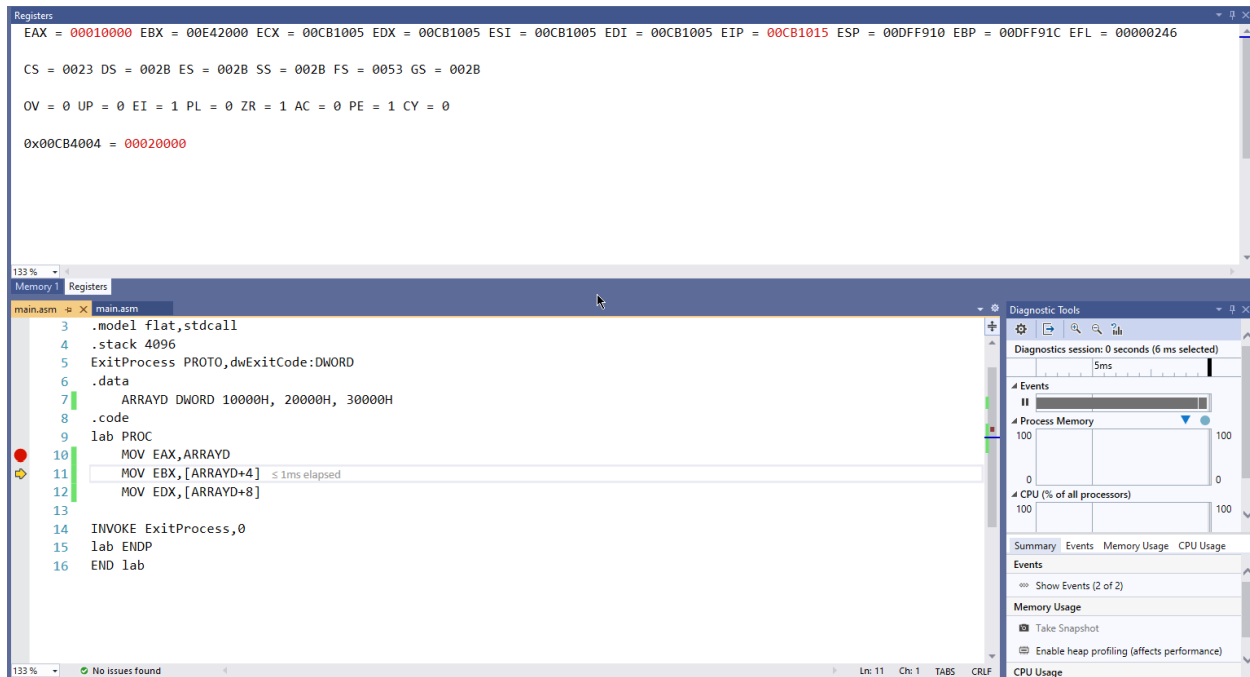 Registers
EAX = 00010000 EBX = 00E42000 ECX = 00CB1005 EDX = 00CB1005 ESI = 00CB1005 EDI = 00CB1005 EIP = 00CB1015 ESP = 00DFF910 EBP = 00DFF91C EFL = 00000246
CS = 0023 DS = 002B ES = 002B SS = 002B FS = 0053 GS = 002B
OV = 0 UP = 0 EI = 1 PL = 0 ZR = 1 AC = 0 PE = 1 CY = 0
0x00CB4004 = 00020000
133 %
Memory 1 Registers
main.asm main.asm
3 .model flat,stdcall
4 .stack 4096
5 ExitProcess PROTO,dwExitCode:DWORD
6 .data
7 ARRAYD DWORD 10000H, 20000H, 30000H
8 .code
9 lab PROC
10 MOV EAX,ARRAYD
11 MOV EBX,[ARRAYD+4] ≤ 1ms elapsed
12 MOV EDX,[ARRAYD+8]
13
14 INVOKE ExitProcess,0
15 lab ENDP
16 END lab
133 % No issues found Ln: 11 Ch: 1 TABS CRLF
Diagnostic Tools
Diagnostics session: 0 seconds (6 ms selected)
5ms
Events
Process Memory
100 100
0 0
CPU (% of all processors)
100 100
Summary Events Memory Usage CPU Usage
Events
Show Events (2 of 2)
Memory Usage
Take Snapshot
Enable heap profiling (affects performance)
CPU Usage